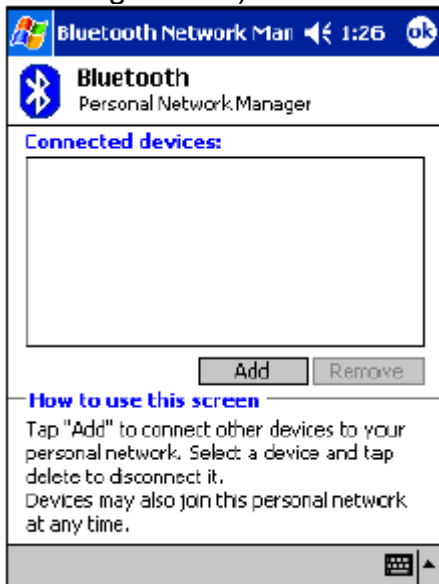 Bluetooth Network Man 1:26 ok
Bluetooth
Personal Network Manager
Connected devices:
Add Remove
How to use this screen
Tap "Add" to connect other devices to your
personal network. Select a device and tap
delete to disconnect it.
Devices may also join this personal network
at any time.